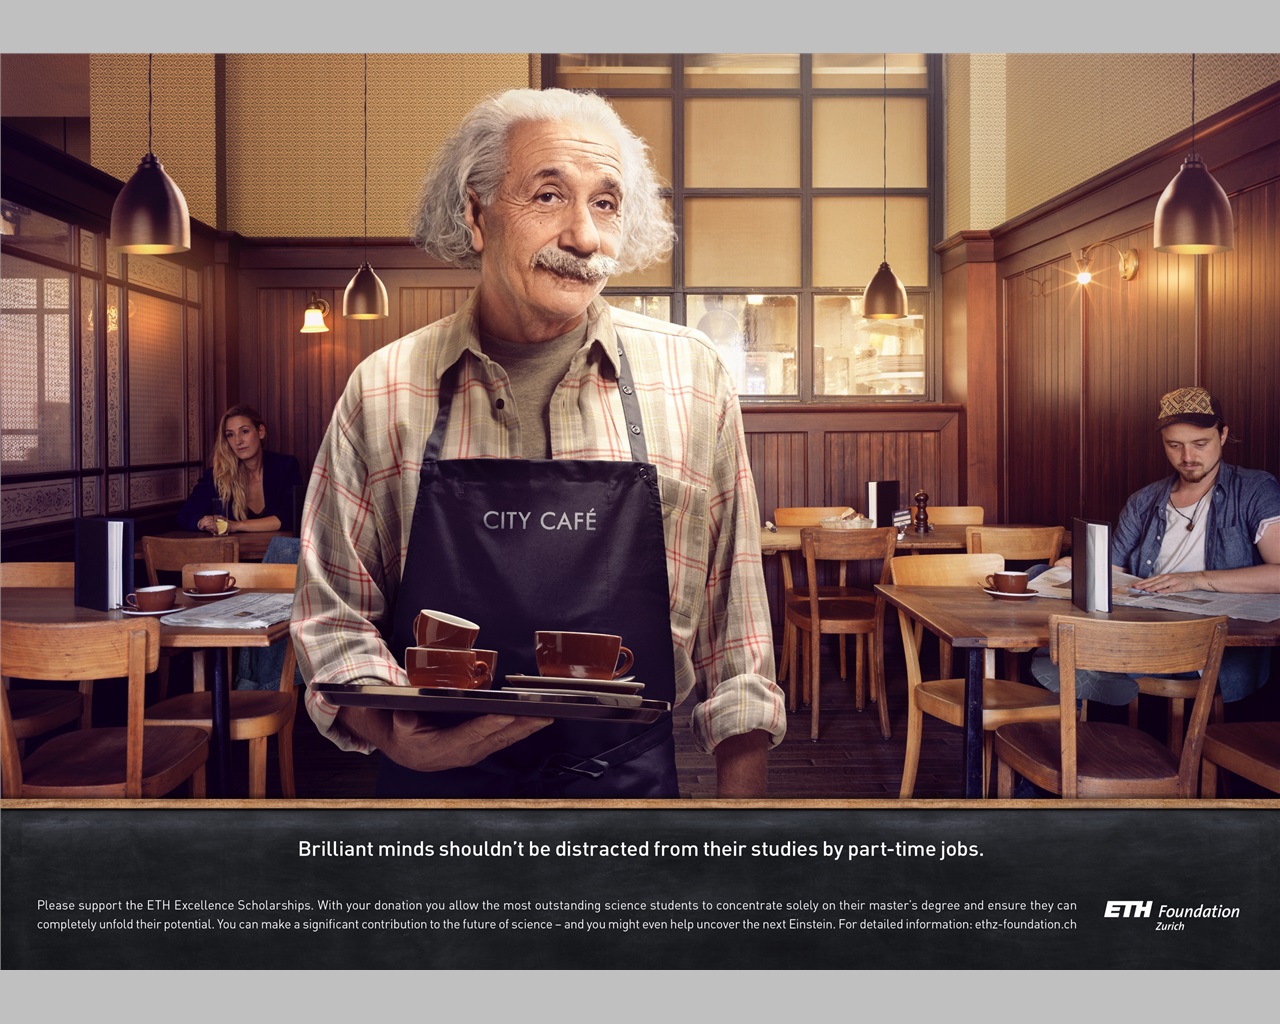 CITY CAFÉ
Brilliant minds shouldn't be distracted from their studies by part-time jobs.
Please support the ETH Excellence Scholarships. With your donation you allow the most outstanding science students to concentrate solely on their master's degree and ensure they can
completely unfold their potential. You can make a significant contribution to the future of science – and you might even help uncover the next Einstein. For detailed information: ethz-foundation.ch
ETH Foundation
Zurich